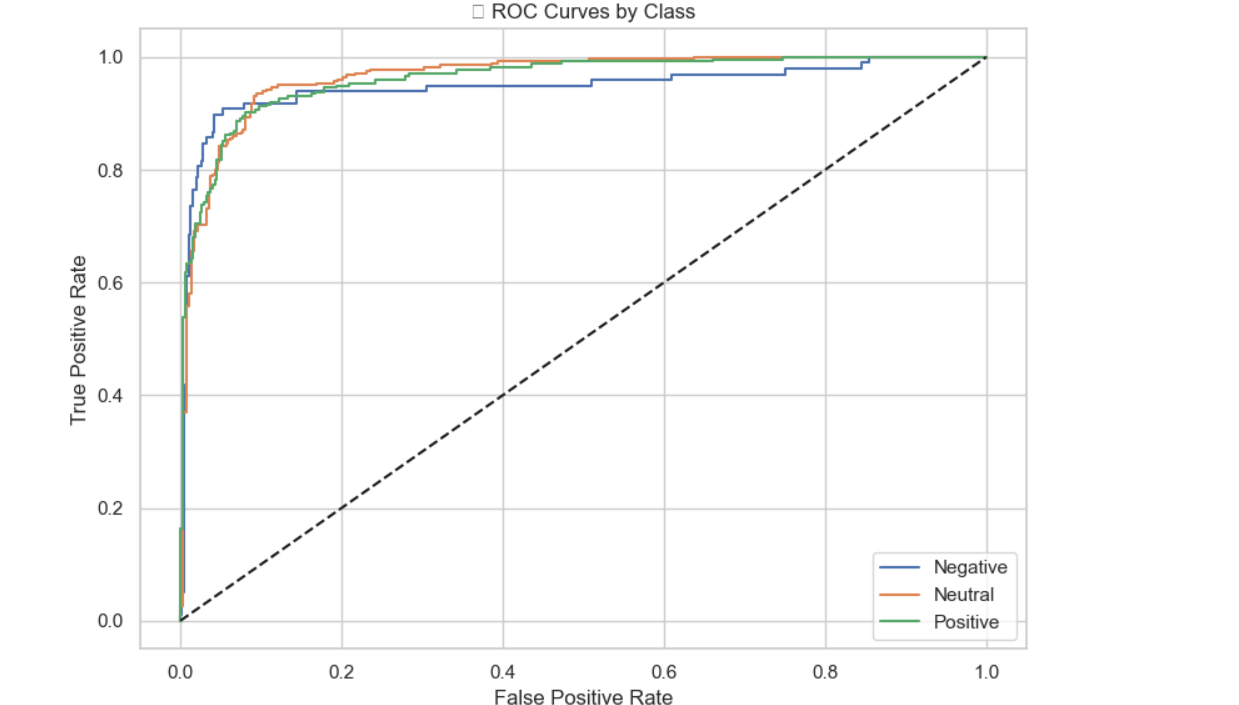 ▯ ROC Curves by Class
True Positive Rate
1.0
0.8
0.6
0.4
0.2
0.0
Negative
Neutral
Positive
0.0 0.2 0.4 0.6 0.8 1.0
False Positive Rate